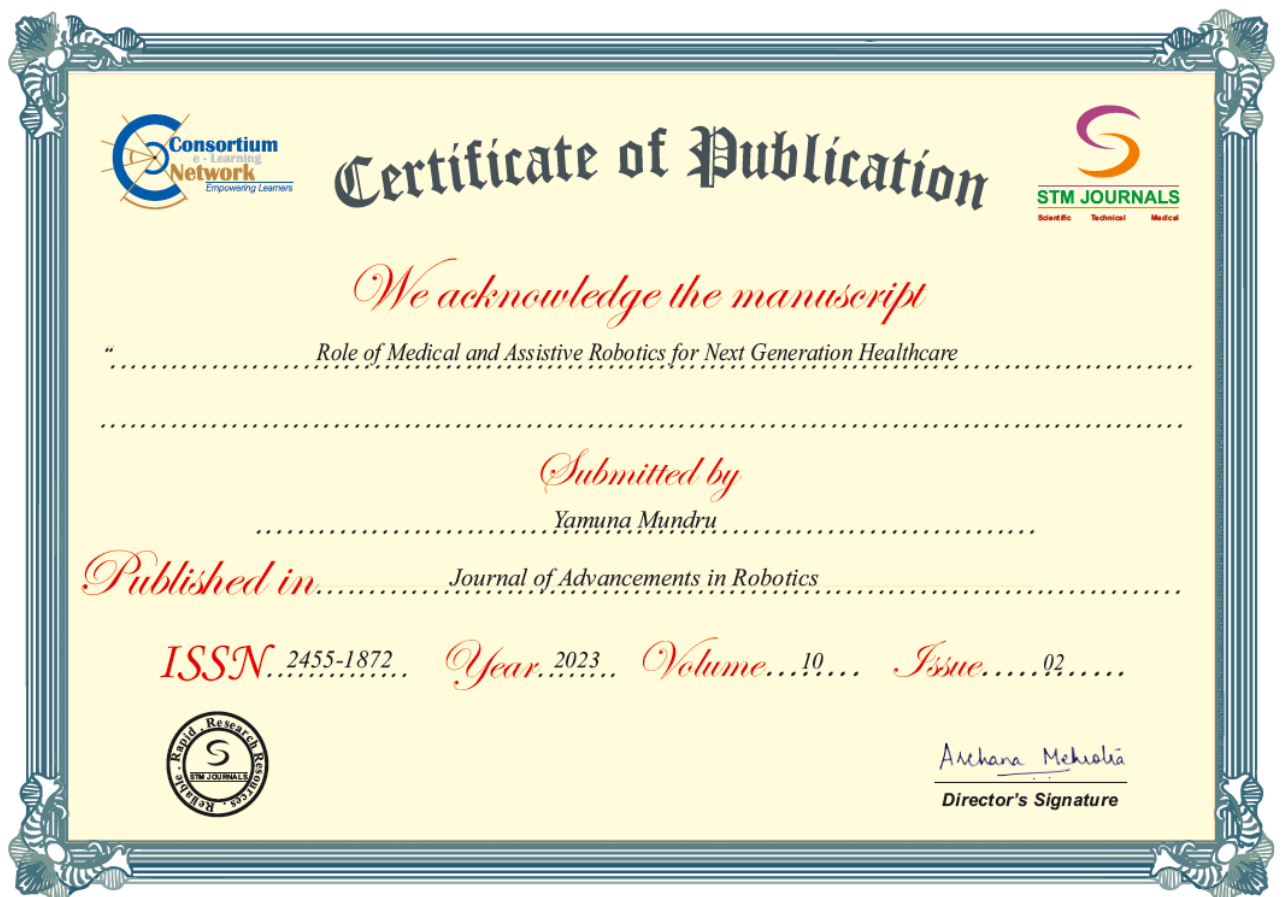 Consortium
e - Learning
Network
Empowering Learners
Certificate of Publication
STM JOURNALS
Scientific Technical Medical
We acknowledge the manuscript
“ Role of Medical and Assistive Robotics for Next Generation Healthcare
Submitted by
Yamuna Mundru
Published in Journal of Advancements in Robotics
ISSN 2455-1872 Year 2023 Volume 10 Issue 02
Reliable . Rapid . Research Resources .
STM JOURNALS
Archana Mehrotra
Director's Signature